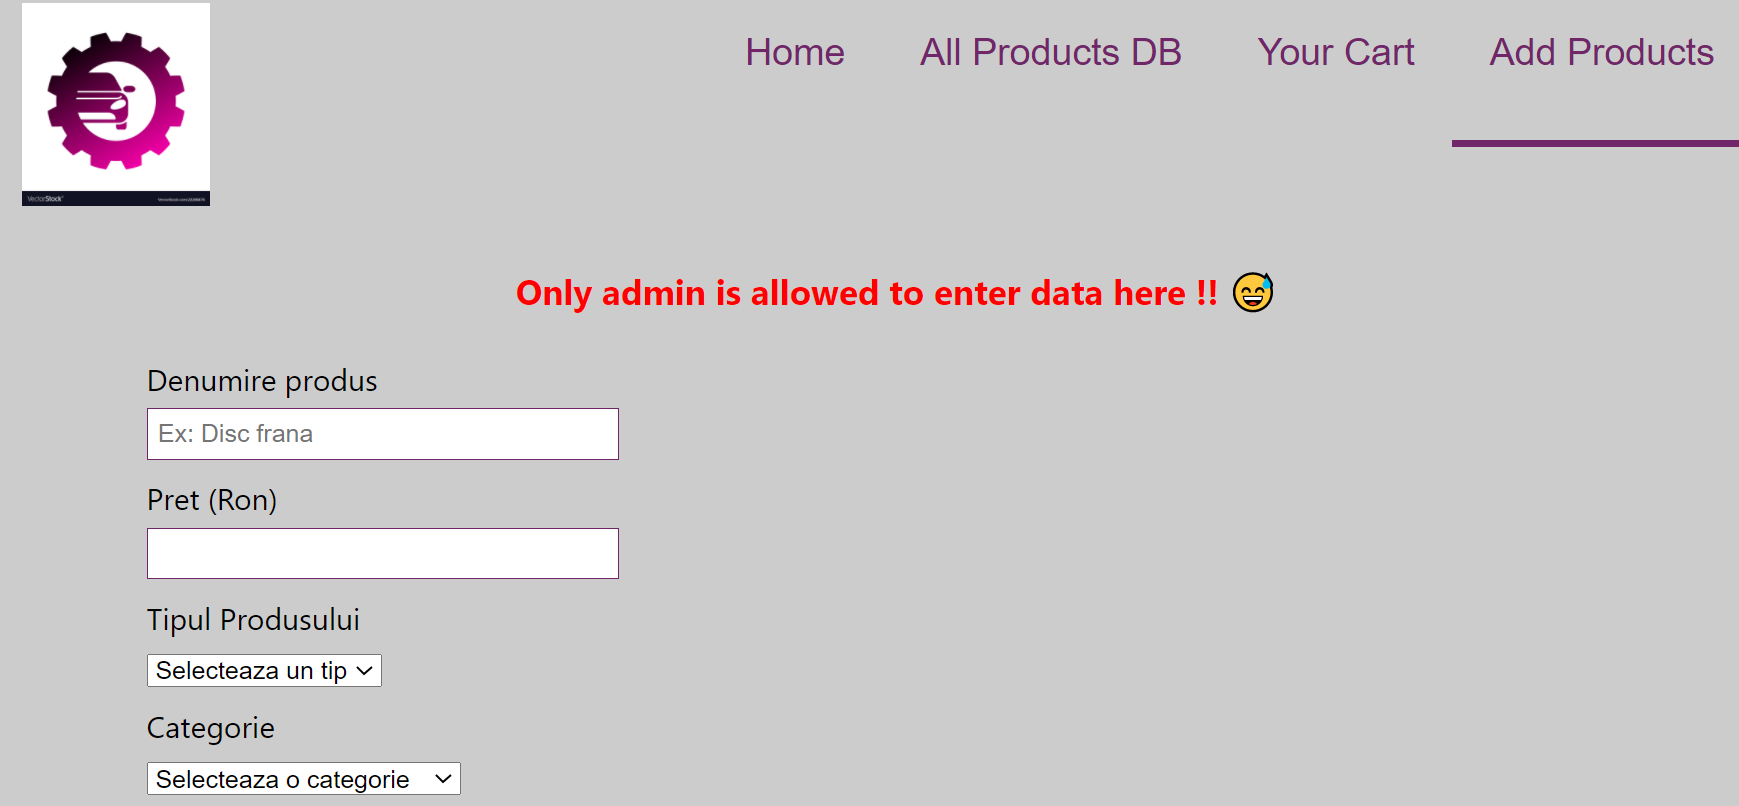 Home All Products DB Your Cart Add Products
VectorStock
Only admin is allowed to enter data here !! 😅
Denumire produs
Ex: Disc frana
Pret (Ron)
Tipul Produsului
Selecteaza un tip
Categorie
Selecteaza o categorie